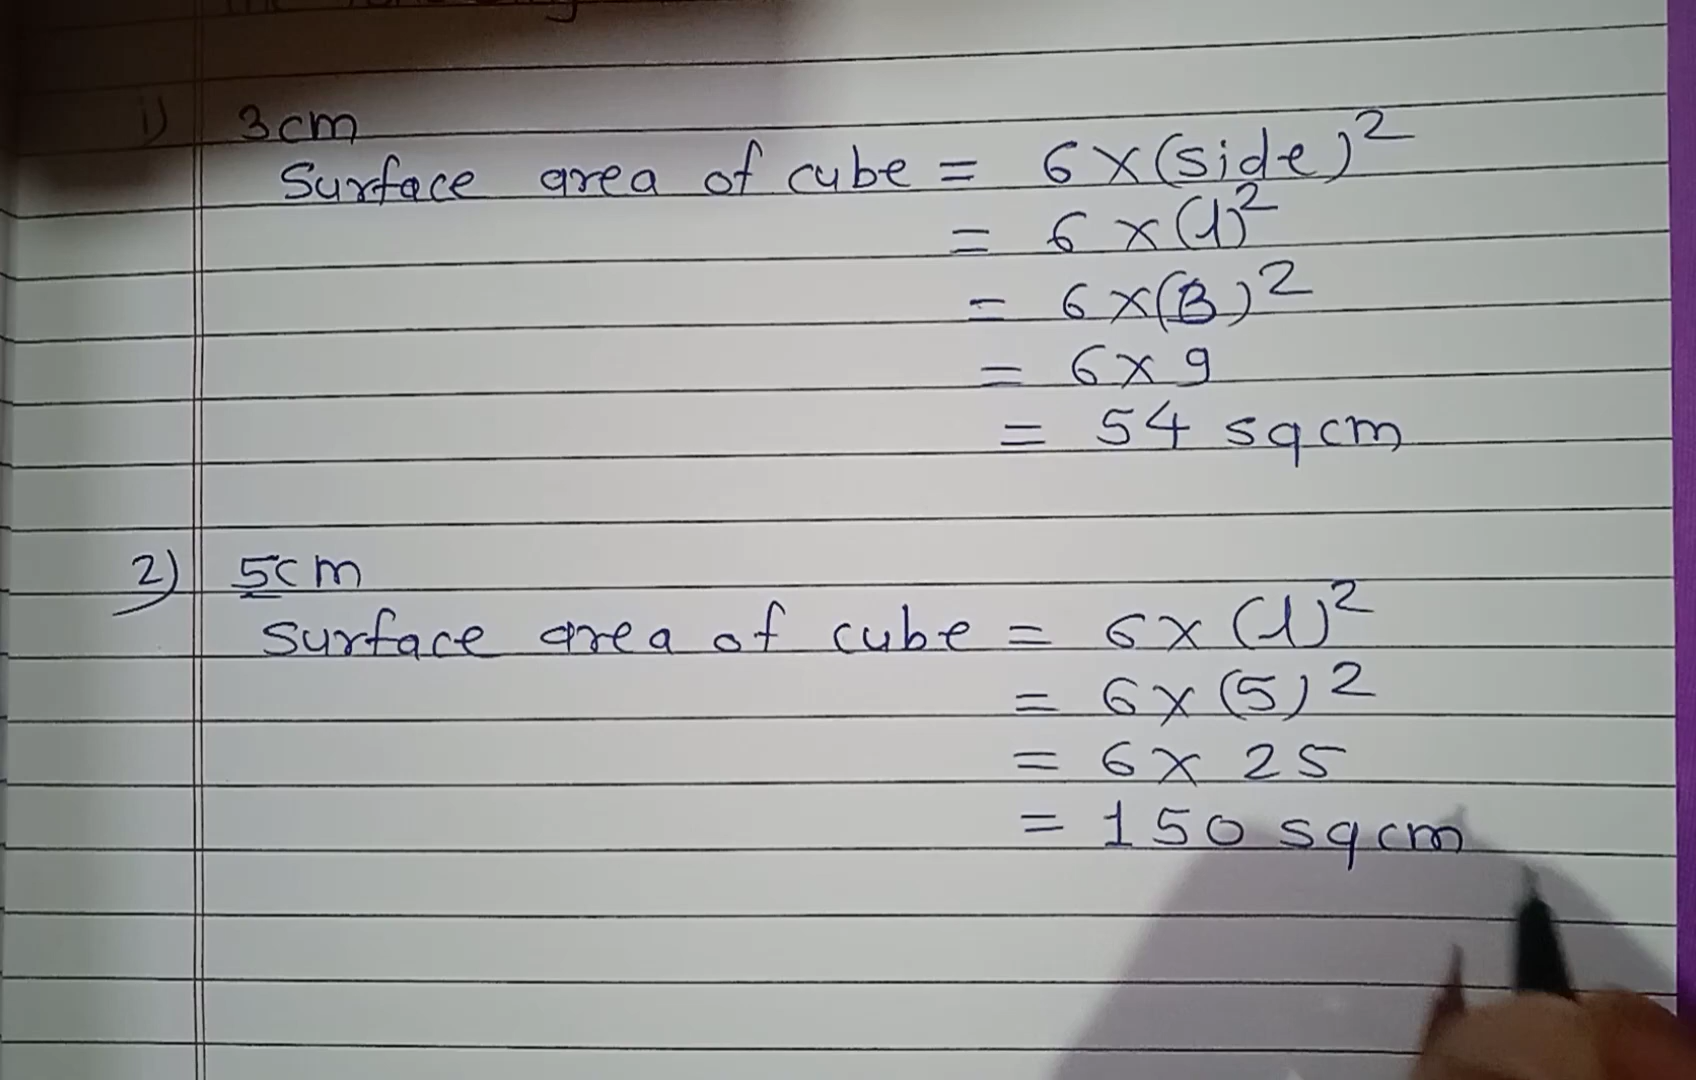 1) 3cm
Surface area of cube = 6×(side)²
= 6×(l)²
= 6×(3)²
= 6×9
= 54 sqcm
2) 5cm
Surface area of cube = 6×(l)²
= 6×(5)²
= 6×25
= 150 sqcm